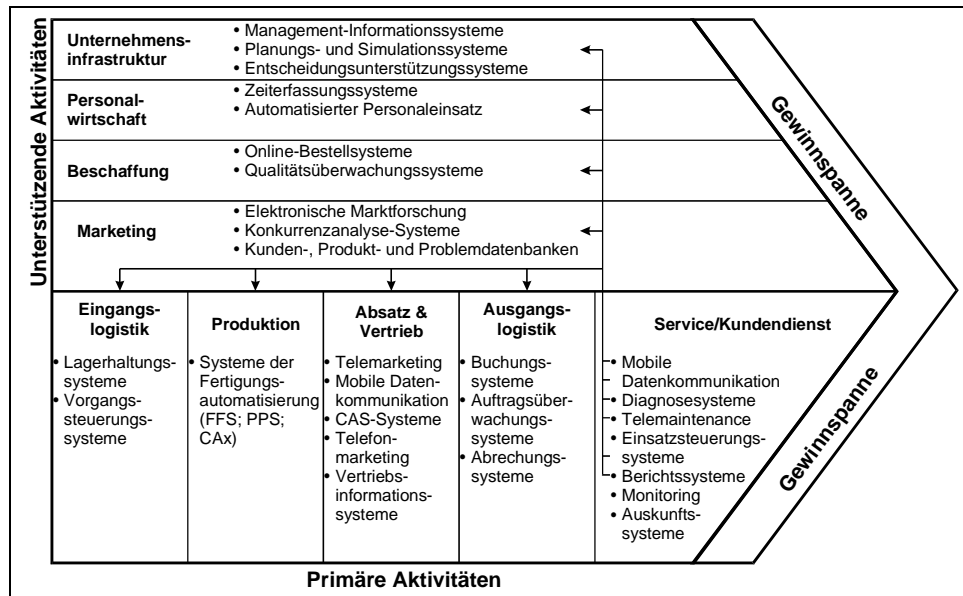 Unterstützende Aktivitäten
Unternehmens-
infrastruktur
• Management-Informationssysteme
• Planungs- und Simulationssysteme
• Entscheidungsunterstützungssysteme
Personal-
wirtschaft
• Zeiterfassungssysteme
• Automatisierter Personaleinsatz
Beschaffung
• Online-Bestellsysteme
• Qualitätsüberwachungssysteme
Marketing
• Elektronische Marktforschung
• Konkurrenzanalyse-Systeme
• Kunden-, Produkt- und Problemdatenbanken
Gewinnspanne
Eingangs-
logistik
• Lagerhaltungs-
systeme
• Vorgangs-
steuerungs-
systeme
Produktion
• Systeme der
Fertigungs-
automatisierung
(FFS; PPS;
CAx)
Absatz &
Vertrieb
• Telemarketing
• Mobile Daten-
kommunikation
• CAS-Systeme
• Telefon-
marketing
• Vertriebs-
informations-
systeme
Ausgangs-
logistik
• Buchungs-
systeme
• Auftragsüber-
wachungs-
systeme
• Abrechungs-
systeme
Service/Kundendienst
• Mobile
Datenkommunikation
• Diagnosesysteme
• Telemaintenance
• Einsatzsteuerungs-
systeme
• Berichtssysteme
• Monitoring
• Auskunfts-
systeme
Gewinnspanne
Primäre Aktivitäten